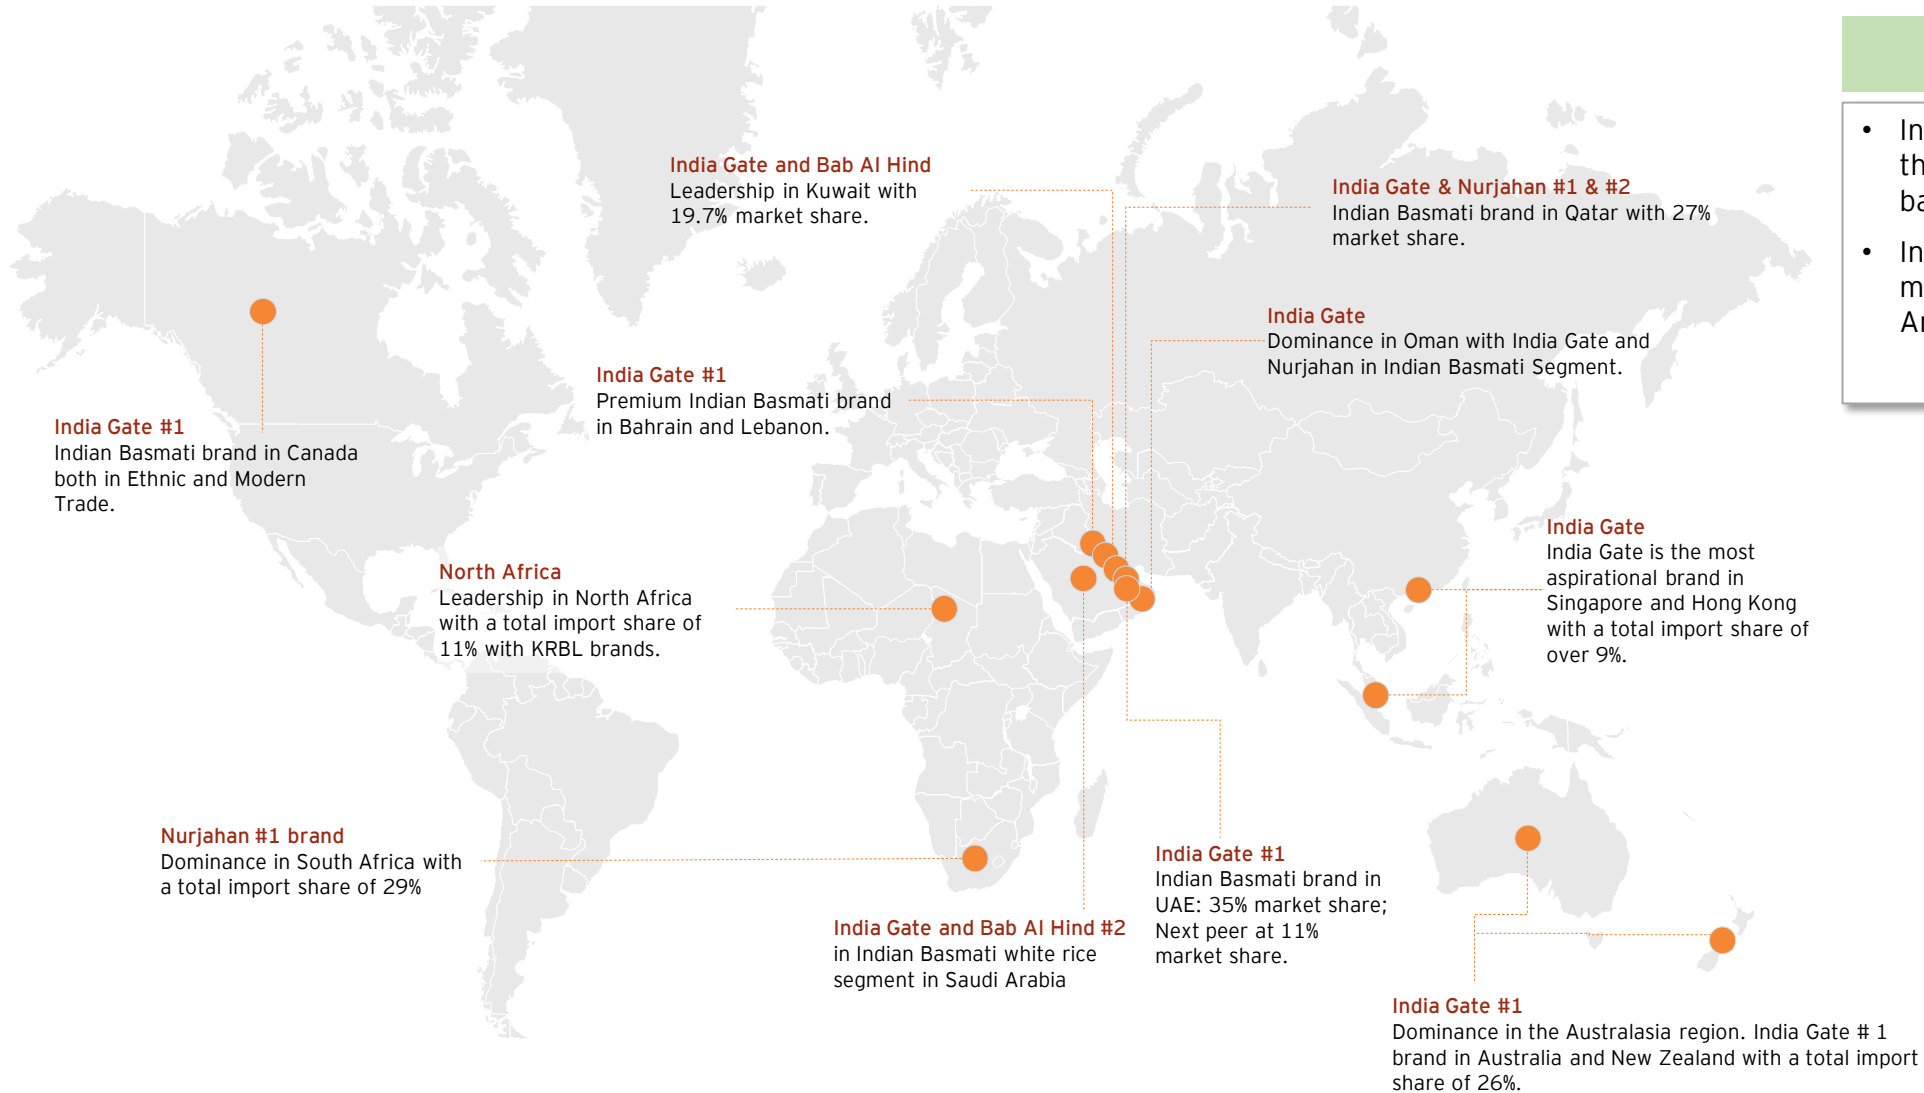 India Gate and Bab Al Hind
Leadership in Kuwait with
19.7% market share.
India Gate & Nurjahan #1 & #2
Indian Basmati brand in Qatar with 27%
market share.
India Gate
Dominance in Oman with India Gate and
Nurjahan in Indian Basmati Segment.
India Gate #1
Premium Indian Basmati brand
in Bahrain and Lebanon.
India Gate #1
Indian Basmati brand in Canada
both in Ethnic and Modern
Trade.
North Africa
Leadership in North Africa
with a total import share of
11% with KRBL brands.
India Gate
India Gate is the most
aspirational brand in
Singapore and Hong Kong
with a total import share of
over 9%.
Nurjahan #1 brand
Dominance in South Africa with
a total import share of 29%
India Gate and Bab Al Hind #2
in Indian Basmati white rice
segment in Saudi Arabia
India Gate #1
Indian Basmati brand in
UAE: 35% market share;
Next peer at 11%
market share.
India Gate #1
Dominance in the Australasia region. India Gate # 1
brand in Australia and New Zealand with a total import
share of 26%.